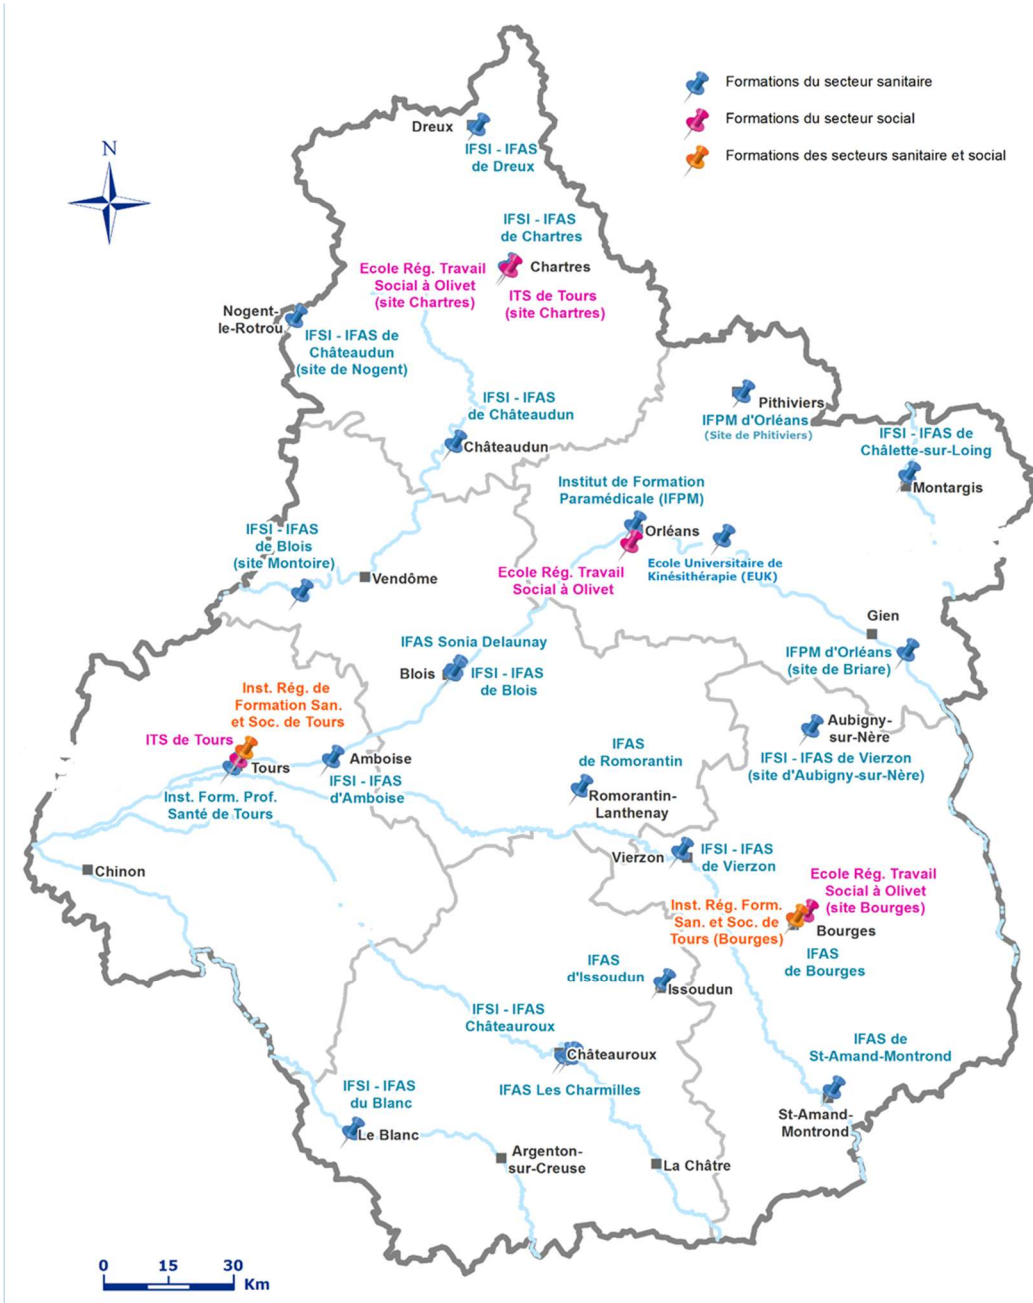 Formations du secteur sanitaire
Formations du secteur social
Formations des secteurs sanitaire et social
N
Dreux
IFSI - IFAS
de Dreux
IFSI - IFAS
de Chartres
Chartres
Ecole Rég. Travail
Social à Olivet
(site Chartres)
ITS de Tours
(site Chartres)
Nogent-
le-Rotrou
IFSI - IFAS de
Châteaudun
(site de Nogent)
IFSI - IFAS
de Châteaudun
Châteaudun
Pithiviers
IFPM d'Orléans
(Site de Phitiviers)
IFSI - IFAS de
Châlette-sur-Loing
Montargis
Institut de Formation
Paramédicale (IFPM)
Orléans
Ecole Rég. Travail
Social à Olivet
Ecole Universitaire de
Kinésithérapie (EUK)
IFSI - IFAS
de Blois
(site Montoire)
Vendôme
Gien
IFPM d'Orléans
(site de Briare)
IFAS Sonia Delaunay
Blois
IFSI - IFAS
de Blois
Inst. Rég. de
Formation San.
et Soc. de Tours
ITS de Tours
Tours
Inst. Form. Prof.
Santé de Tours
Amboise
IFSI - IFAS
d'Amboise
Aubigny-
sur-Nère
IFSI - IFAS de Vierzon
(site d'Aubigny-sur-Nère)
IFAS
de Romorantin
Romorantin-
Lanthenay
Vierzon
IFSI - IFAS
de Vierzon
Chinon
Ecole Rég. Travail
Social à Olivet
(site Bourges)
Inst. Rég. Form.
San. et Soc. de
Tours (Bourges)
Bourges
IFAS
de Bourges
IFAS
d'Issoudun
Issoudun
IFSI - IFAS
Châteauroux
Châteauroux
IFAS Les Charmilles
IFAS de
St-Amand-Montrond
St-Amand-
Montrond
IFSI - IFAS
du Blanc
Le Blanc
Argenton-
sur-Creuse
La Châtre
0 15 30
Km